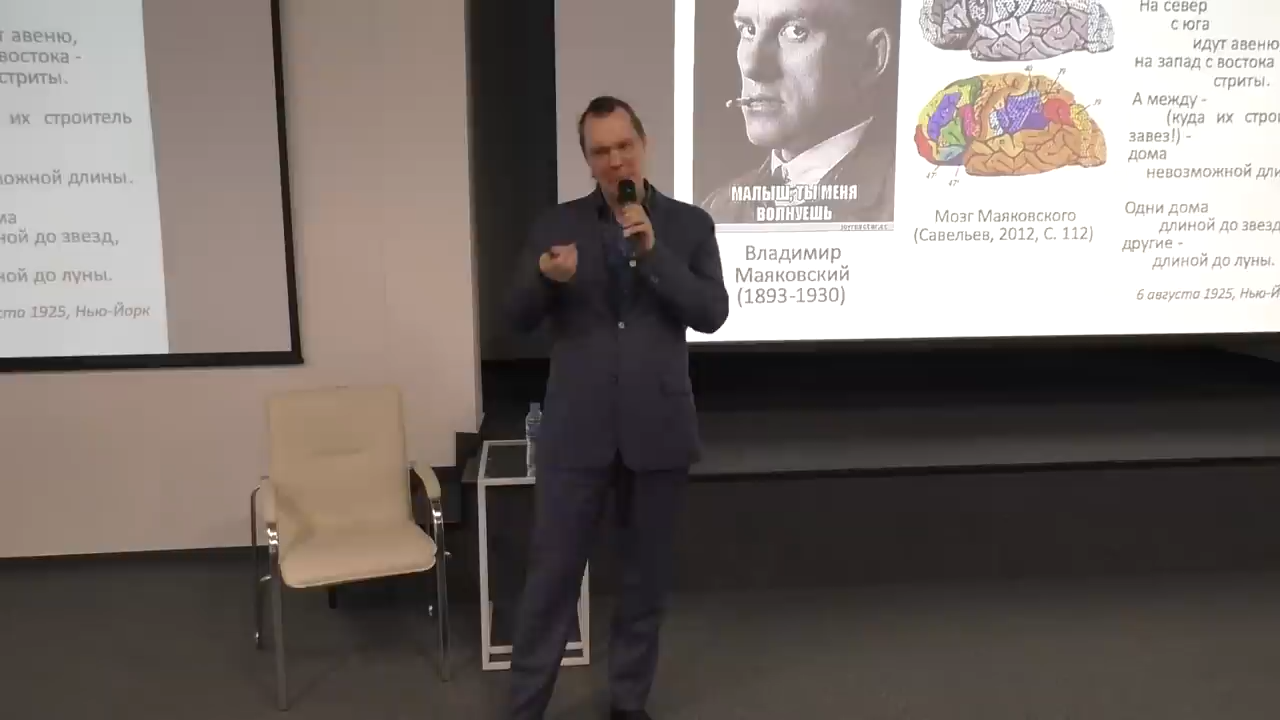 т авеню,
востока -
стриты.
их строитель
можной длины.
ма
ной до звезд,
ной до луны.
ста 1925, Нью-Йорк
МАЛЫШ, ТЫ МЕНЯ
ВОЛНУЕШЬ
Владимир
Маяковский
(1893-1930)
Мозг Маяковского
(Савельев, 2012, С. 112)
На север
с юга
идут авеню
на запад с востока
стриты.
А между -
(куда их стро
завез!) -
дома
невозможной дли
Одни дома
длиной до звезд
другие -
длиной до луны.
6 августа 1925, Нью-Й